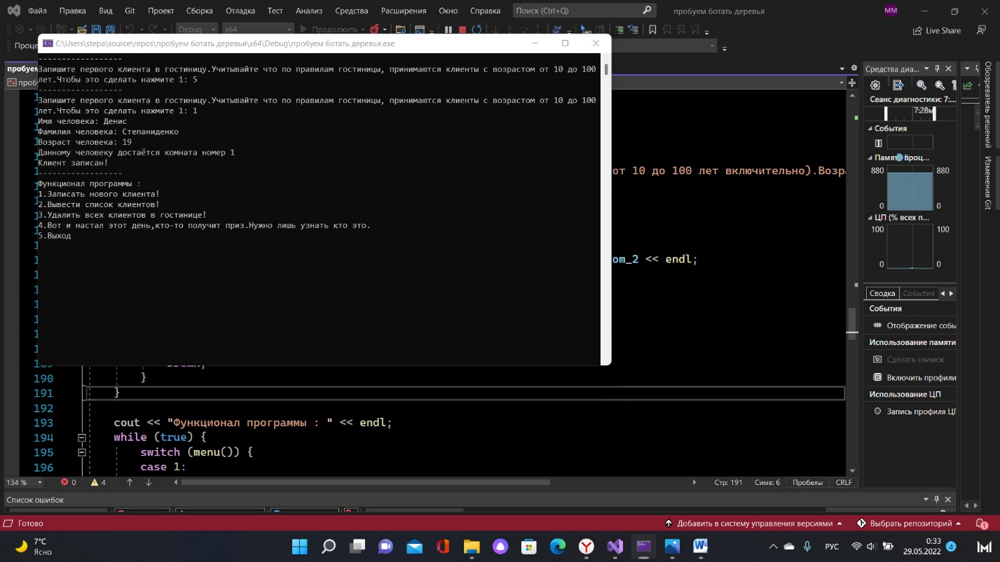 Файл Правка Вид Git Проект Сборка Отладка Тест Анализ Средства Расширения Окно Справка Поиск (Ctrl+Q) пробуем ботать деревья ММ
Debug x64 Продолжить Live Share
C:\Users\stepa\source\repos\пробуем ботать деревья\x64\Debug\пробуем ботать деревья.exe
-----------------
Запишите первого клиента в гостиницу.Учитывайте что по правилам гостиницы, принимаются клиенты с возрастом от 10 до 100
лет.Чтобы это сделать нажмите 1: 5
-----------------
Запишите первого клиента в гостиницу.Учитывайте что по правилам гостиницы, принимаются клиенты с возрастом от 10 до 100
лет.Чтобы это сделать нажмите 1: 1
Имя человека: Денис
Фамилия человека: Степаниденко
Возраст человека: 19
Данному человеку достаётся комната номер 1
Клиент записан!
-----------------
Функционал программы :
1.Записать нового клиента!
2.Вывести список клиентов!
3.Удалить всех клиентов в гостинице!
4.Вот и настал этот день,кто-то получит приз.Нужно лишь узнать кто это.
5.Выход
от 10 до 100 лет включительно).Возра
om_2 << endl;
190 }
191 }
192
193 cout << "Функционал программы : " << endl;
194 while (true) {
195 switch (menu()) {
196 case 1:
134 % 0 4 Стр: 191 Симв: 6 Пробелы CRLF
Список ошибок
Средства диа...
Сеанс диагностики: 7:...
7:28м
События
880 880
0 0
ЦП (% всех п...
100 100
0 0
Сводка События
События
Отображение собы
Использование памяти
Сделать снимок
Включить профили
Использование ЦП
Запись профиля ЦП
Обозреватель решений
Изменения Git
Готово Добавить в систему управления версиями Выбрать репозиторий 1
7°C
Ясно
РУС
0:33
29.05.2022
4